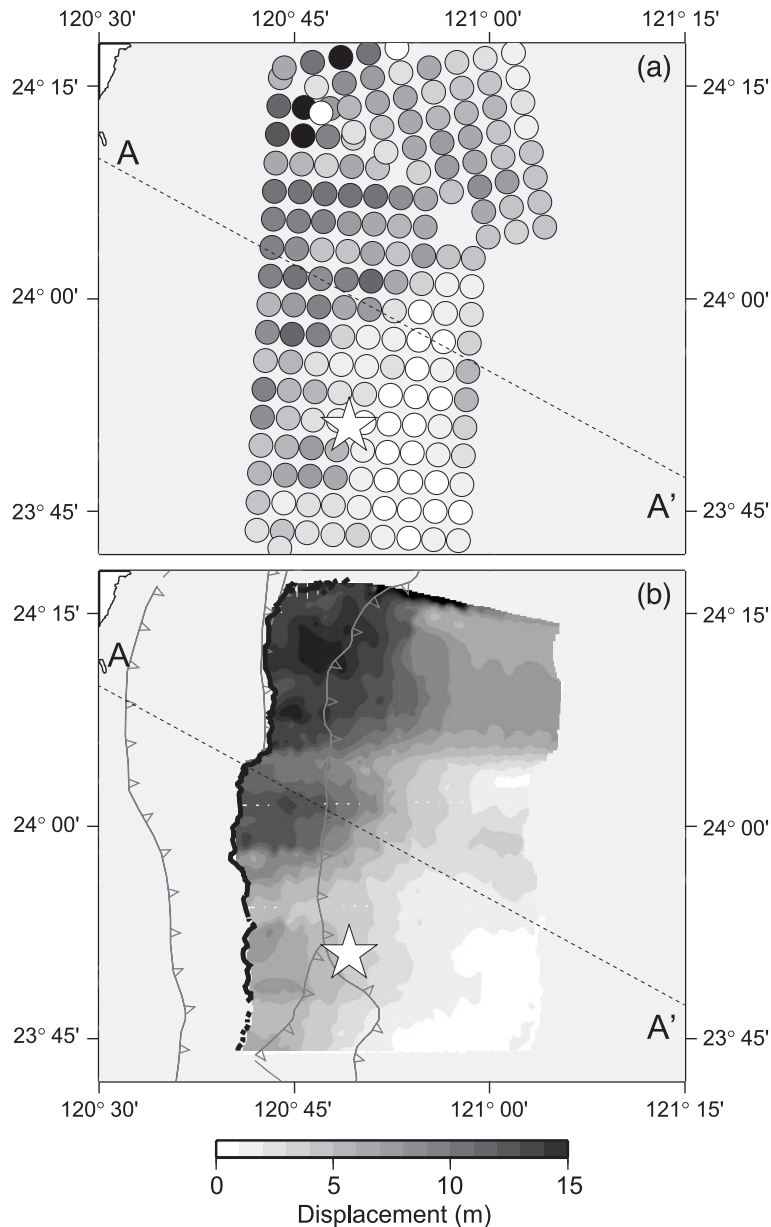 120° 30' 120° 45' 121° 00' 121° 15'
(a)
24° 15' 24° 15'
A
24° 00' 24° 00'
23° 45' A’ 23° 45'
(b)
24° 15' 24° 15'
A
24° 00' 24° 00'
A’
23° 45' 23° 45'
120° 30' 120° 45' 121° 00' 121° 15'
0 5 10 15
Displacement (m)